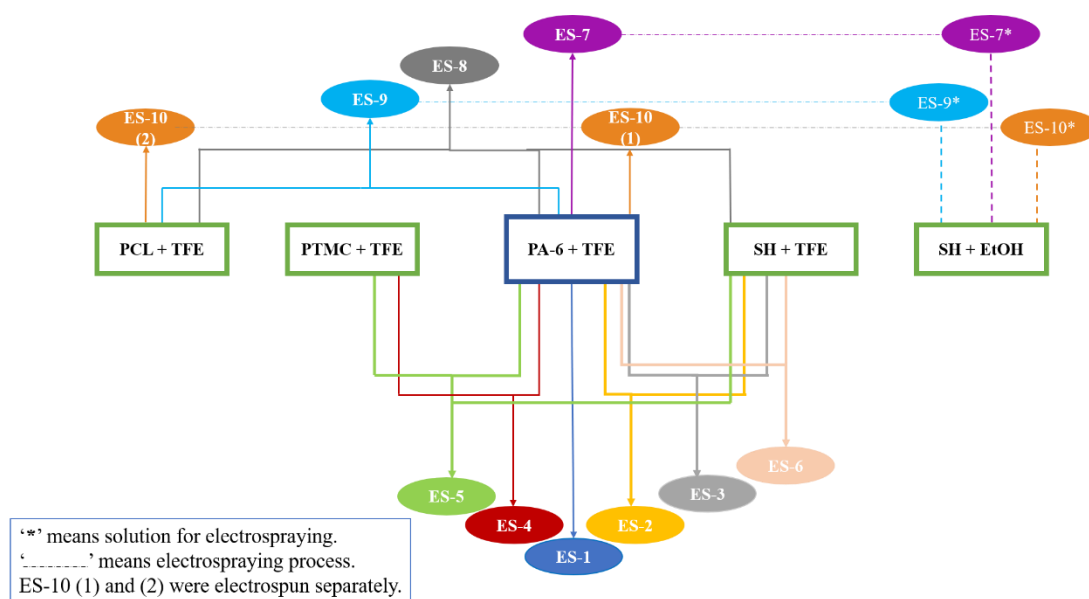 ES-7
ES-7*
ES-8
ES-9
ES-9*
ES-10
(2)
ES-10
(1)
ES-10*
PCL + TFE
PTMC + TFE
PA-6 + TFE
SH + TFE
SH + EtOH
ES-6
ES-5
ES-3
ES-4
ES-2
ES-1
‘*’ means solution for electrospraying.
‘_ _ _ _ _ _ _’ means electrospraying process.
ES-10 (1) and (2) were electrospun separately.